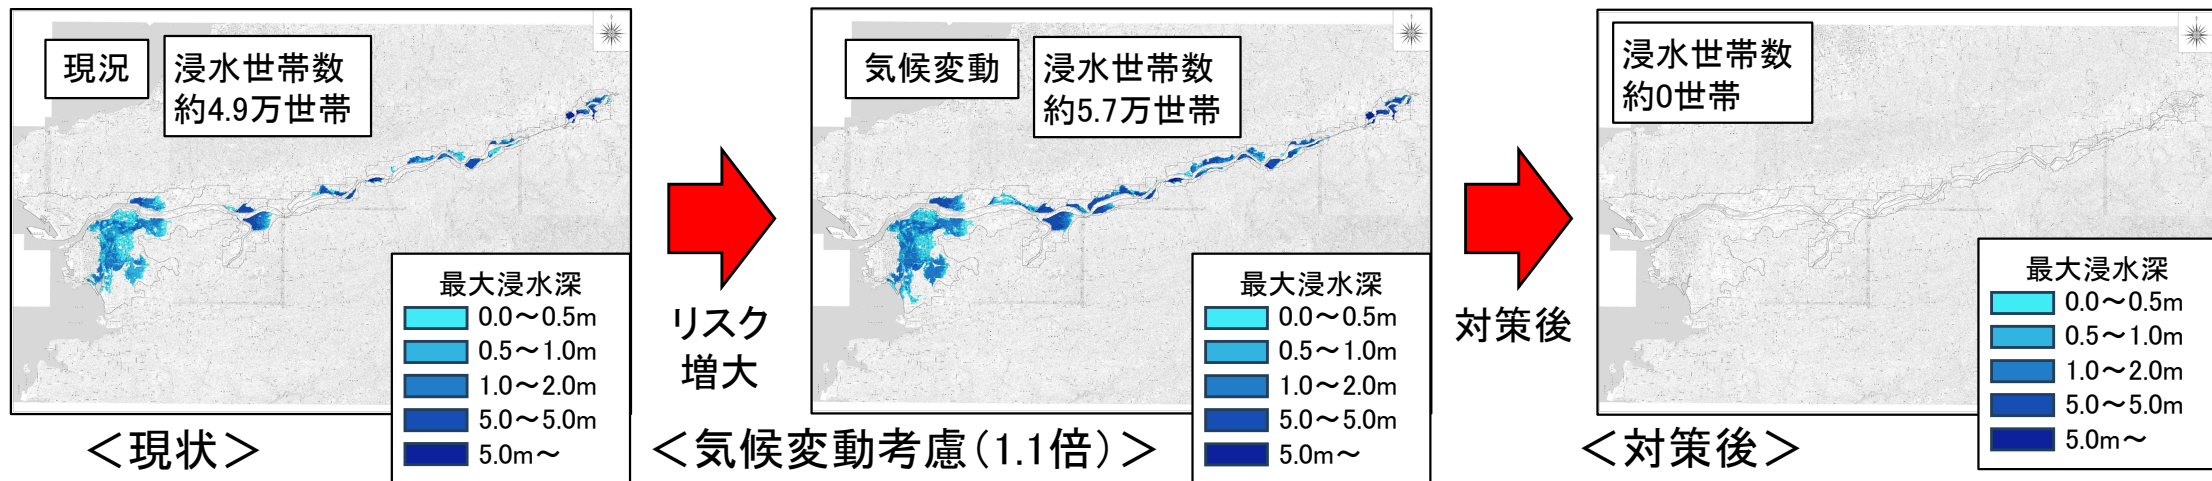 現況
浸水世帯数
約4.9万世帯
最大浸水深
0.0～0.5m
0.5～1.0m
1.0～2.0m
5.0～5.0m
5.0m～
＜現状＞
リスク
増大
気候変動
浸水世帯数
約5.7万世帯
最大浸水深
0.0～0.5m
0.5～1.0m
1.0～2.0m
5.0～5.0m
5.0m～
＜気候変動考慮（1.1倍）＞
対策後
浸水世帯数
約0世帯
最大浸水深
0.0～0.5m
0.5～1.0m
1.0～2.0m
5.0～5.0m
5.0m～
＜対策後＞